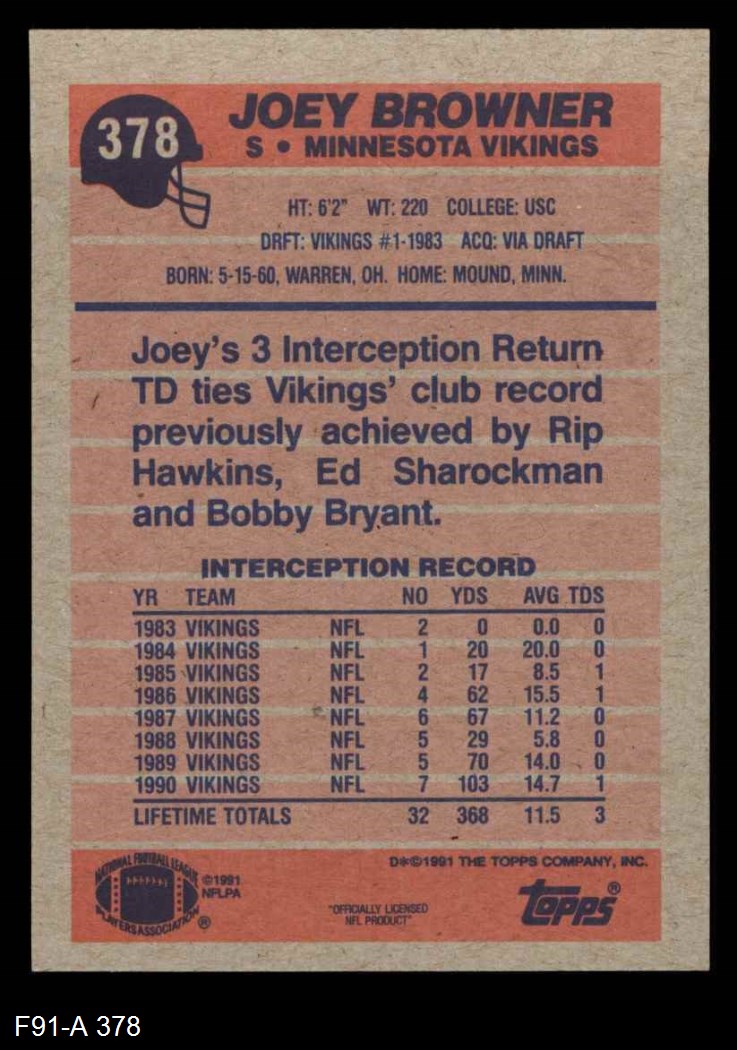 378
JOEY BROWNER
S • MINNESOTA VIKINGS
HT: 6'2" WT: 220 COLLEGE: USC
DRFT: VIKINGS #1-1983 ACQ: VIA DRAFT
BORN: 5-15-60, WARREN, OH. HOME: MOUND, MINN.
Joey's 3 Interception Return
TD ties Vikings' club record
previously achieved by Rip
Hawkins, Ed Sharockman
and Bobby Bryant.
INTERCEPTION RECORD
YR TEAM NO YDS AVG TDS
1983 VIKINGS NFL 2 0 0.0 0
1984 VIKINGS NFL 1 20 20.0 0
1985 VIKINGS NFL 2 17 8.5 1
1986 VIKINGS NFL 4 62 15.5 1
1987 VIKINGS NFL 6 67 11.2 0
1988 VIKINGS NFL 5 29 5.8 0
1989 VIKINGS NFL 5 70 14.0 0
1990 VIKINGS NFL 7 103 14.7 1
LIFETIME TOTALS 32 368 11.5 3
D*©1991 THE TOPPS COMPANY, INC.
NATIONAL FOOTBALL LEAGUE
PLAYERS ASSOCIATION ®
©1991
NFLPA
"OFFICIALLY LICENSED
NFL PRODUCT"
TOPPS®
F91-A 378